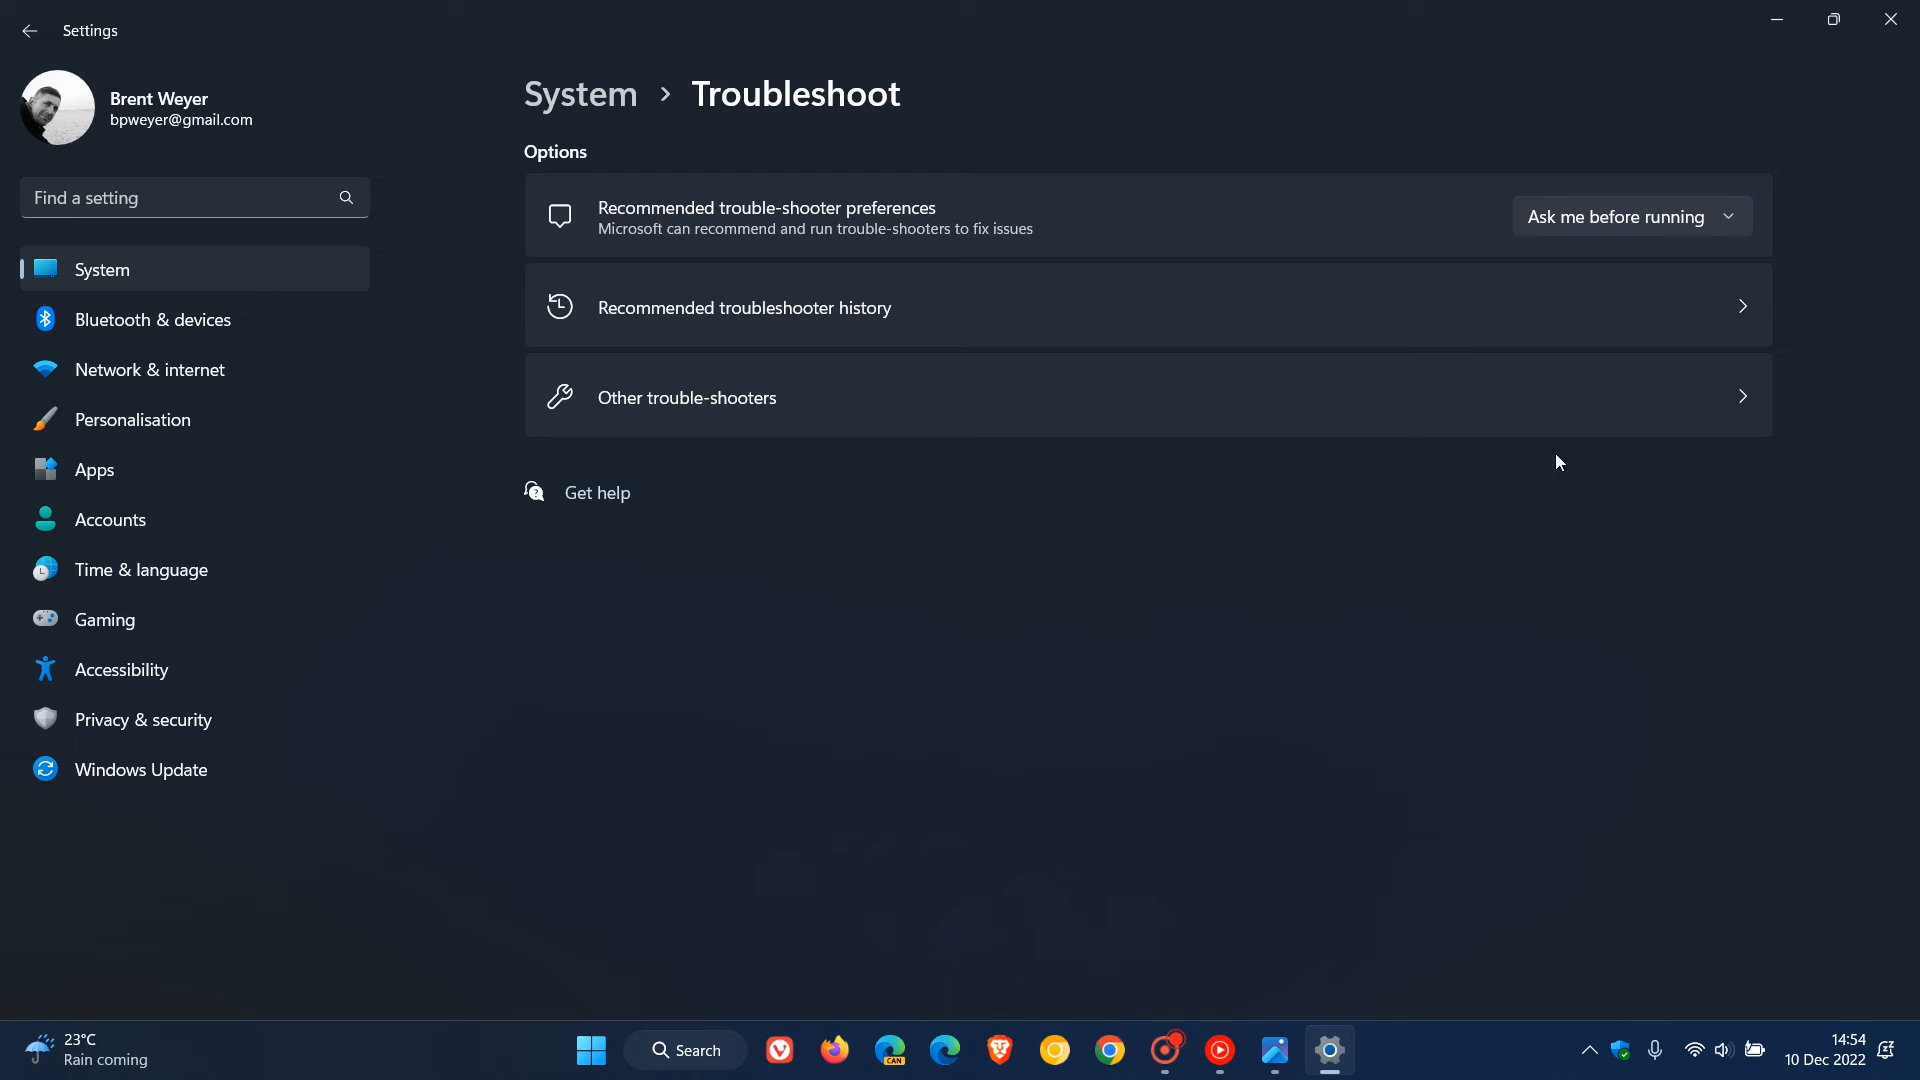 Settings
Brent Weyer
bpweyer@gmail.com
Find a setting
System
Bluetooth & devices
Network & internet
Personalisation
Apps
Accounts
Time & language
Gaming
Accessibility
Privacy & security
Windows Update
System > Troubleshoot
Options
Recommended trouble-shooter preferences
Microsoft can recommend and run trouble-shooters to fix issues
Ask me before running
Recommended troubleshooter history
Other trouble-shooters
Get help
23°C
Rain coming
Search
CAN
14:54
10 Dec 2022